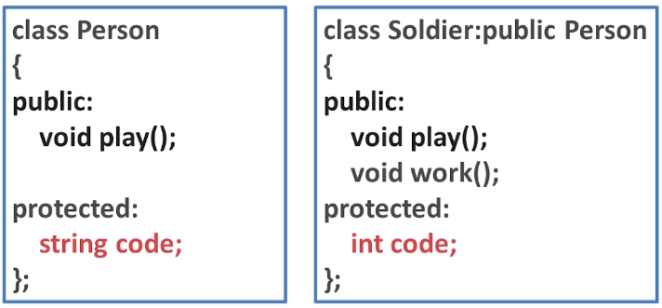 class Person
{
public:
void play();
protected:
string code;
};
class Soldier:public Person
{
public:
void play();
void work();
protected:
int code;
};